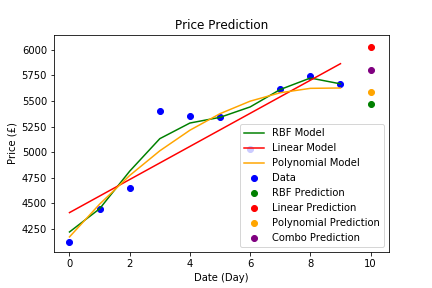 Price Prediction
6000
5750
5500
5250
5000
4750
4500
4250
Price (£)
RBF Model
Linear Model
Polynomial Model
Data
RBF Prediction
Linear Prediction
Polynomial Prediction
Combo Prediction
0
2
4
6
8
10
Date (Day)